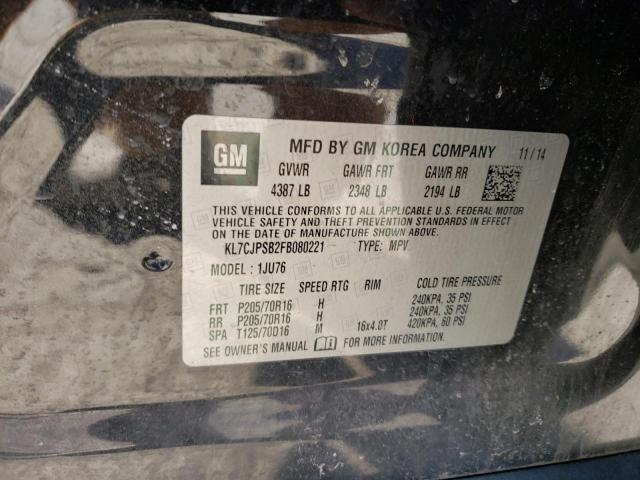 GM
MFD BY GM KOREA COMPANY 11/14
GVWR GAWR FRT GAWR RR
4387 LB 2348 LB 2194 LB
THIS VEHICLE CONFORMS TO ALL APPLICABLE U.S. FEDERAL MOTOR
VEHICLE SAFETY AND THEFT PREVENTION STANDARDS IN EFFECT
ON THE DATE OF MANUFACTURE SHOWN ABOVE.
KL7CJPSB2FB080221 TYPE: MPV
MODEL: 1JU76
TIRE SIZE SPEED RTG RIM COLD TIRE PRESSURE
FRT P205/70R16 H 240KPA, 35 PSI
RR P205/70R16 H 240KPA, 35 PSI
SPA T125/70D16 M 16x4.0T 420KPA, 60 PSI
SEE OWNER'S MANUAL FOR MORE INFORMATION.